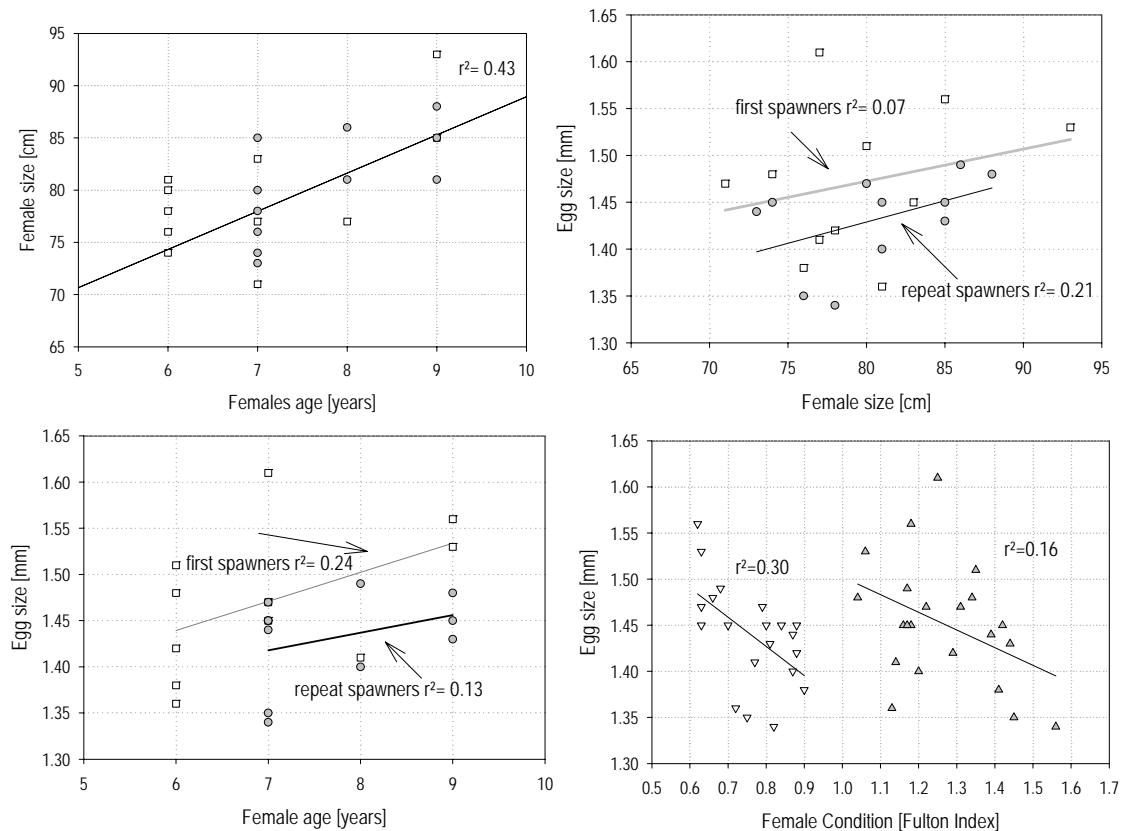 95
90
85
80
75
70
65
Female size [cm]
r²= 0.43
5 6 7 8 9 10
Females age [years]
1.65
1.60
1.55
1.50
1.45
1.40
1.35
1.30
Egg size [mm]
first spawners r²= 0.07
repeat spawners r²= 0.21
65 70 75 80 85 90 95
Female size [cm]
1.65
1.60
1.55
1.50
1.45
1.40
1.35
1.30
Egg size [mm]
first spawners r²= 0.24
repeat spawners r²= 0.13
5 6 7 8 9 10
Female age [years]
1.65
1.60
1.55
1.50
1.45
1.40
1.35
1.30
Egg size [mm]
r²=0.30
r²=0.16
0.5 0.6 0.7 0.8 0.9 1.0 1.1 1.2 1.3 1.4 1.5 1.6 1.7
Female Condition [Fulton Index]